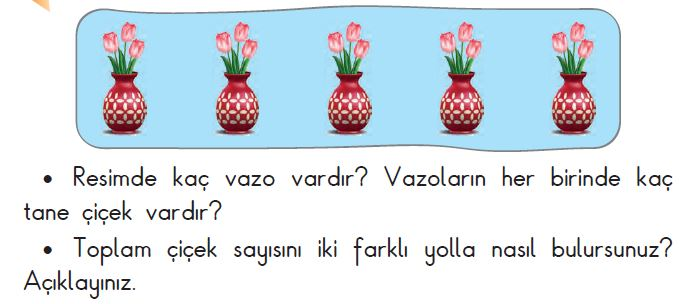 • Resimde kaç vazo vardır? Vazoların her birinde kaç
tane çiçek vardır?
• Toplam çiçek sayısını iki farklı yolla nasıl bulursunuz?
Açıklayınız.